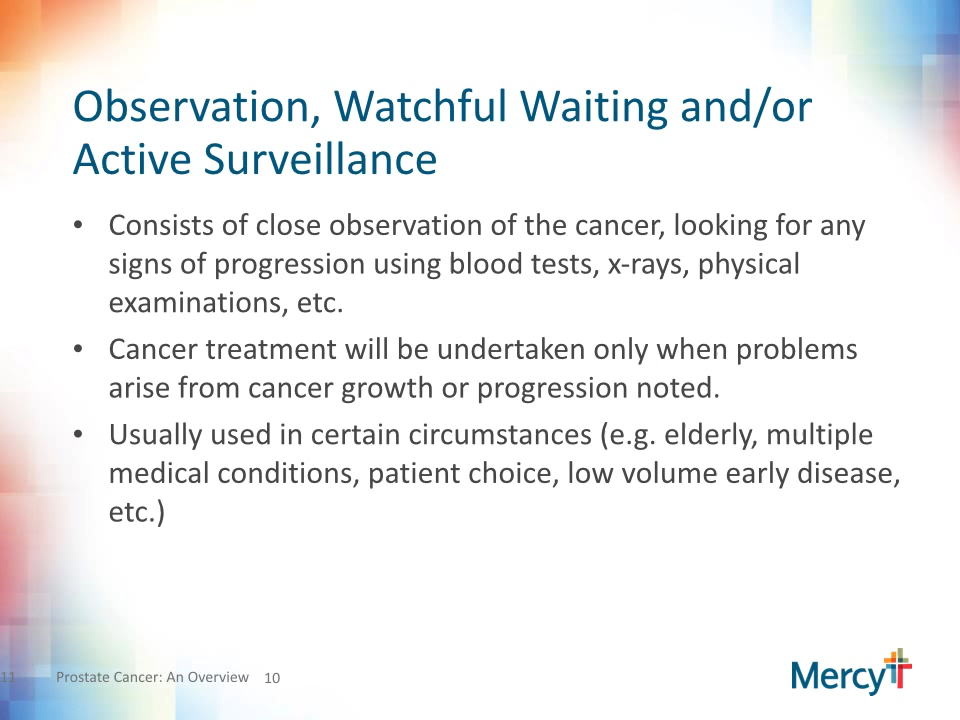 Observation, Watchful Waiting and/or
Active Surveillance
• Consists of close observation of the cancer, looking for any
signs of progression using blood tests, x-rays, physical
examinations, etc.
• Cancer treatment will be undertaken only when problems
arise from cancer growth or progression noted.
• Usually used in certain circumstances (e.g. elderly, multiple
medical conditions, patient choice, low volume early disease,
etc.)
11 Prostate Cancer: An Overview 10
Mercy